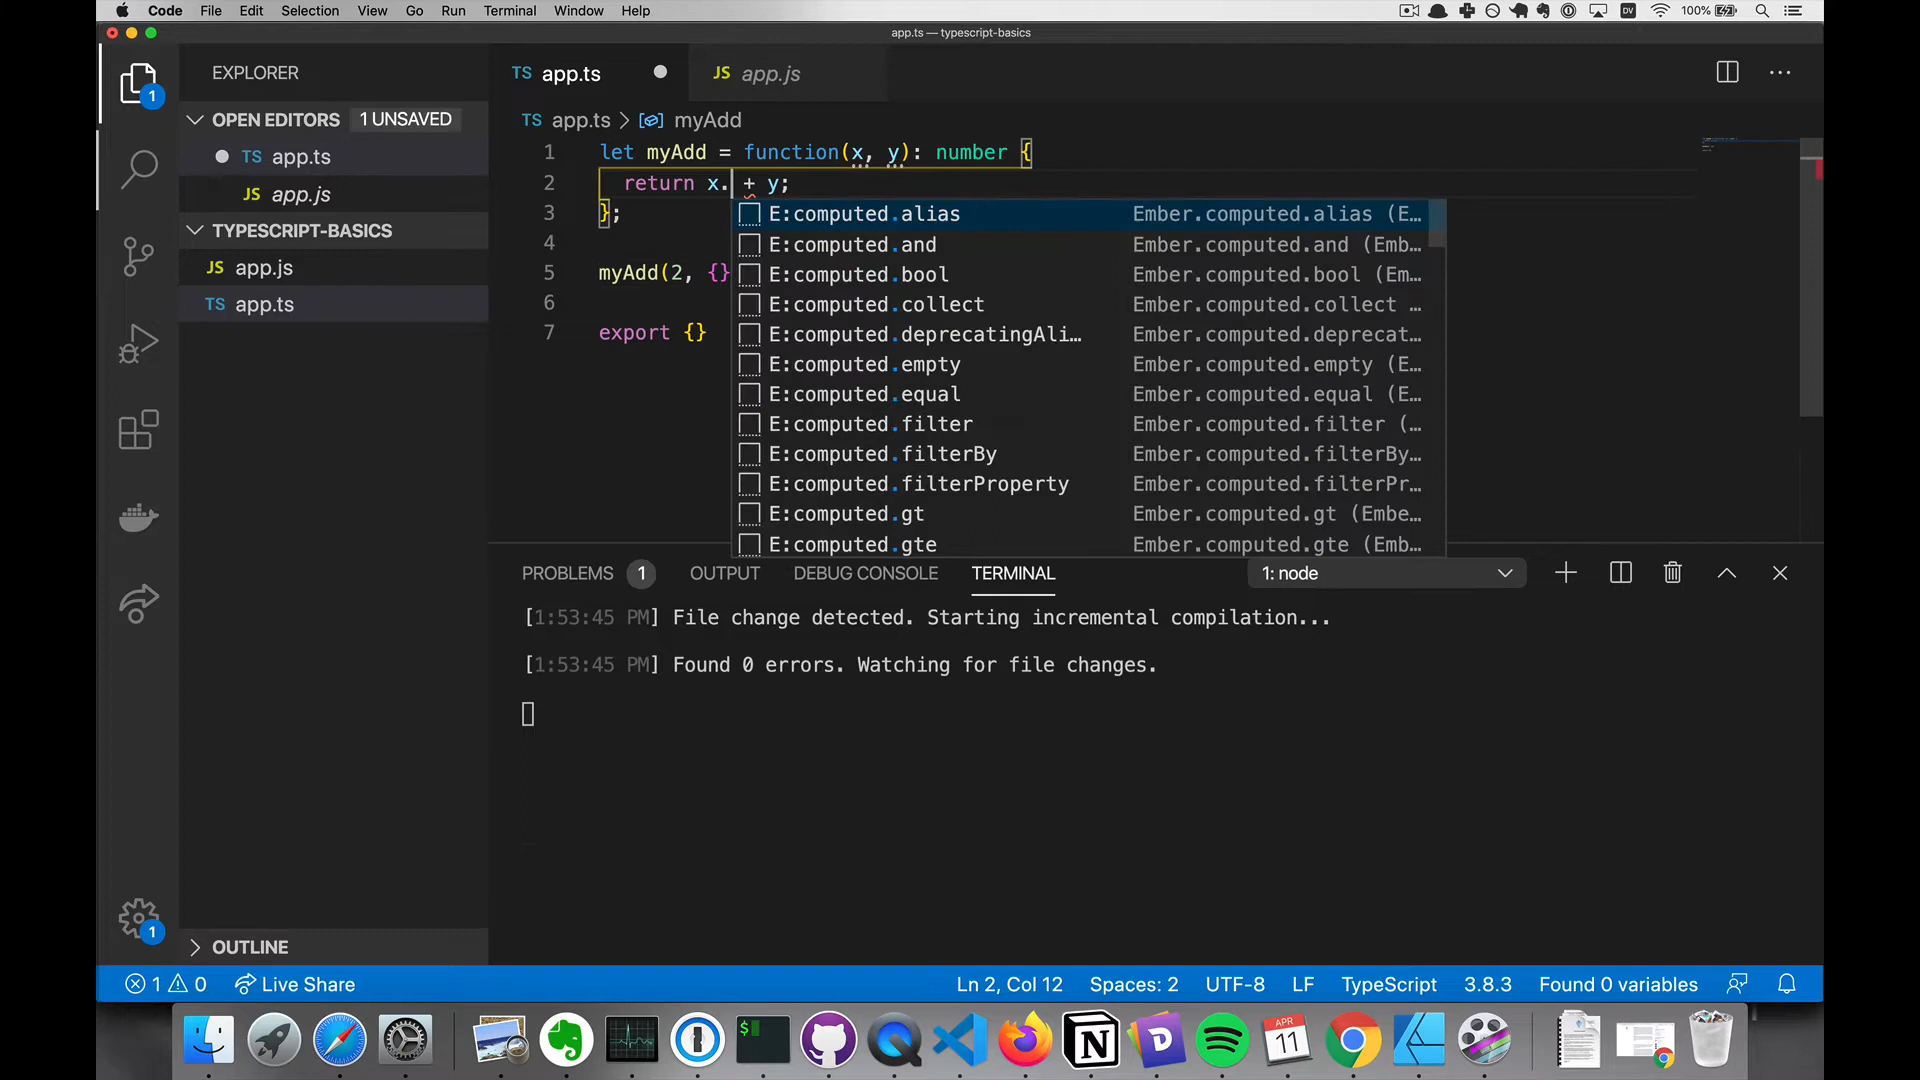 Code File Edit Selection View Go Run Terminal Window Help DV 100%
app.ts — typescript-basics
EXPLORER
OPEN EDITORS 1 UNSAVED
TS app.ts
JS app.js
TYPESCRIPT-BASICS
JS app.js
TS app.ts
OUTLINE
1
1
TS app.ts
JS app.js
TS app.ts > myAdd
1 let myAdd = function(x, y): number {
2 return x. + y;
3 };
4
5 myAdd(2, {}
6
7 export {}
E:computed.alias Ember.computed.alias (E…
E:computed.and Ember.computed.and (Emb…
E:computed.bool Ember.computed.bool (Em…
E:computed.collect Ember.computed.collect …
E:computed.deprecatingAli… Ember.computed.deprecat…
E:computed.empty Ember.computed.empty (E…
E:computed.equal Ember.computed.equal (E…
E:computed.filter Ember.computed.filter (…
E:computed.filterBy Ember.computed.filterBy…
E:computed.filterProperty Ember.computed.filterPr…
E:computed.gt Ember.computed.gt (Embe…
E:computed.gte Ember.computed.gte (Emb…
PROBLEMS 1 OUTPUT DEBUG CONSOLE TERMINAL 1: node
[1:53:45 PM] File change detected. Starting incremental compilation...
[1:53:45 PM] Found 0 errors. Watching for file changes.
1 0 Live Share Ln 2, Col 12 Spaces: 2 UTF-8 LF TypeScript 3.8.3 Found 0 variables
$
N
D
APR
11